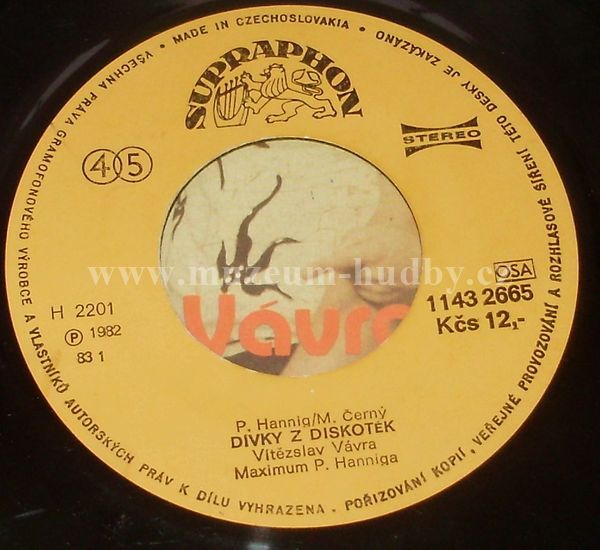 • MADE IN CZECHOSLOVAKIA •
VŠECHNA PRÁVA GRAMOFONOVÉHO VÝROBCE A VLASTNÍKŮ AUTORSKÝCH PRÁV K DÍLU VYHRAZENA. POŘIZOVÁNÍ KOPIÍ, VEŘEJNÉ PROVOZOVÁNÍ A ROZHLASOVÉ ŠÍŘENÍ TÉTO DESKY JE ZAKÁZÁNO
SUPRAPHON
45
STEREO
www.muzeum-hudby.c
OSA
H 2201
℗ 1982
83 1
1143 2665
Kčs 12,-
Vávra
P. Hannig/M. Černý
DÍVKY Z DISKOTÉK
Vítězslav Vávra
Maximum P. Hanniga